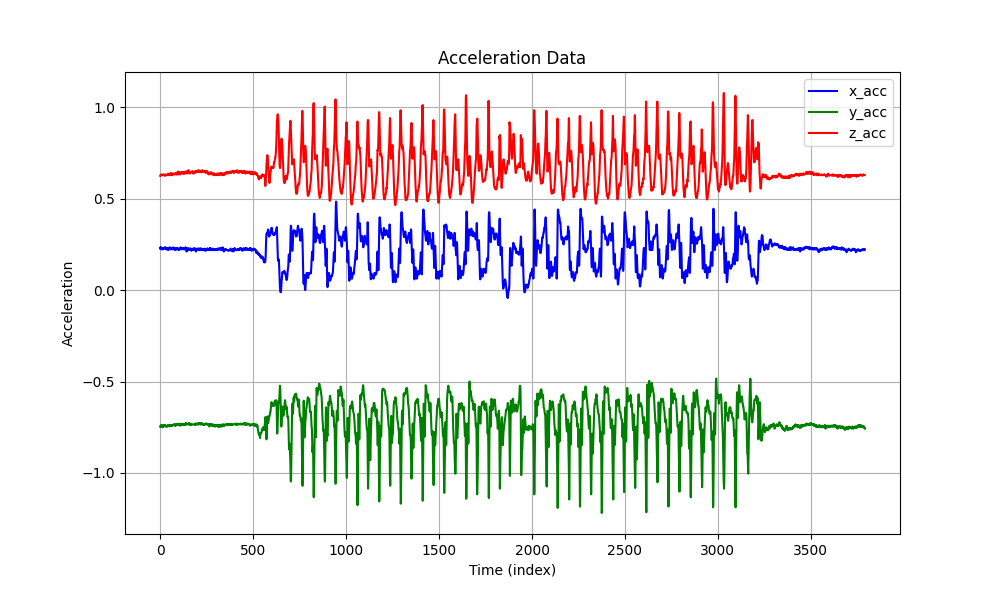 Acceleration Data
x_acc
y_acc
z_acc
1.0
0.5
0.0
−0.5
−1.0
Acceleration
0 500 1000 1500 2000 2500 3000 3500
Time (index)